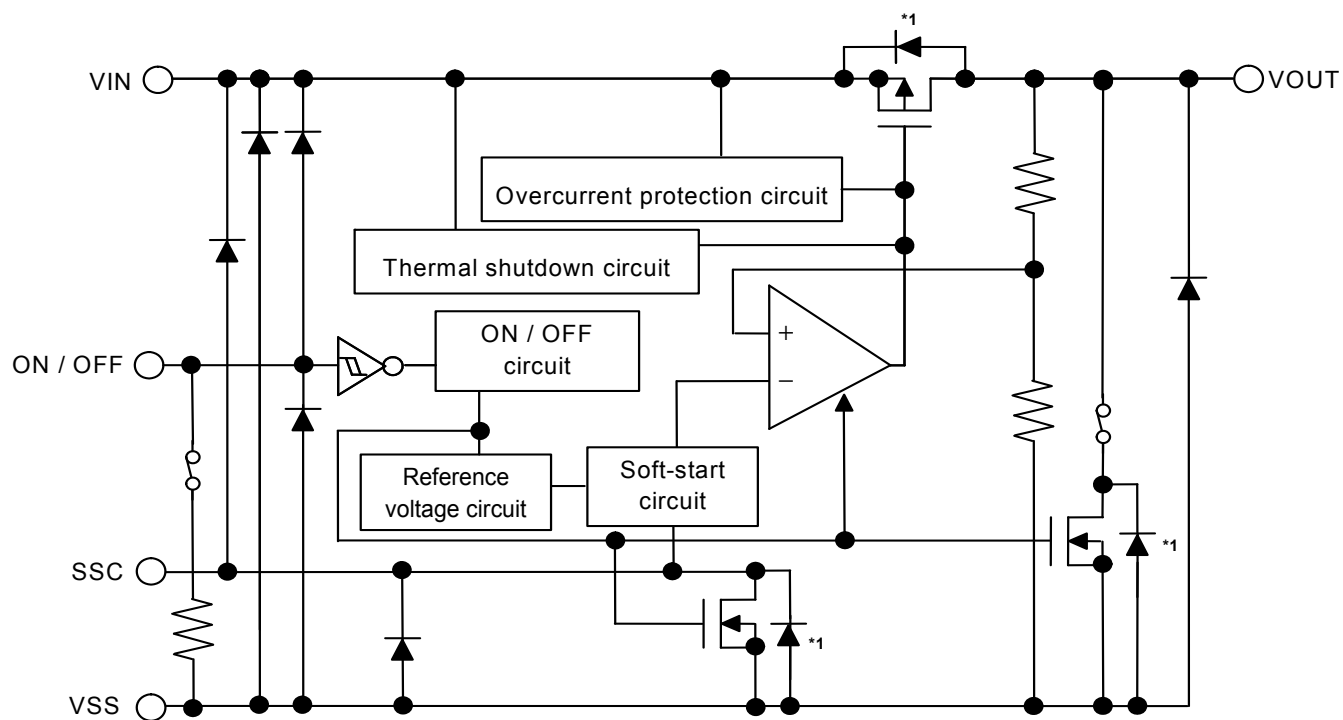 *1
VIN
VOUT
Overcurrent protection circuit
Thermal shutdown circuit
+
ON / OFF
ON / OFF
circuit
−
Reference
voltage circuit
Soft-start
circuit
*1
SSC
*1
VSS